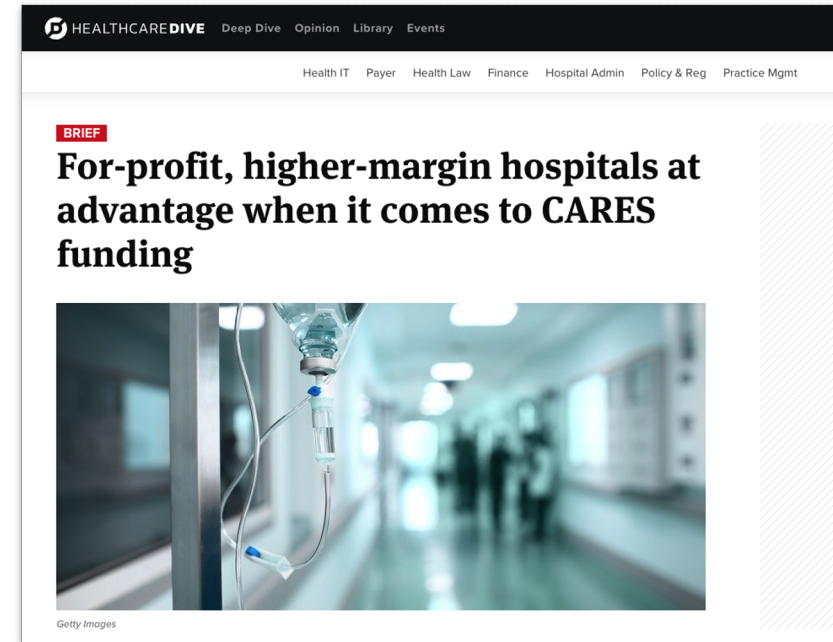 HEALTHCAREDIVE Deep Dive Opinion Library Events
Health IT Payer Health Law Finance Hospital Admin Policy & Reg Practice Mgmt
BRIEF
For-profit, higher-margin hospitals at
advantage when it comes to CARES
funding
Getty Images